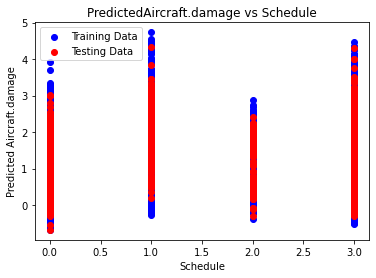 PredictedAircraft.damage vs Schedule
Training Data
Testing Data
Predicted Aircraft.damage
5
4
3
2
1
0
0.0 0.5 1.0 1.5 2.0 2.5 3.0
Schedule